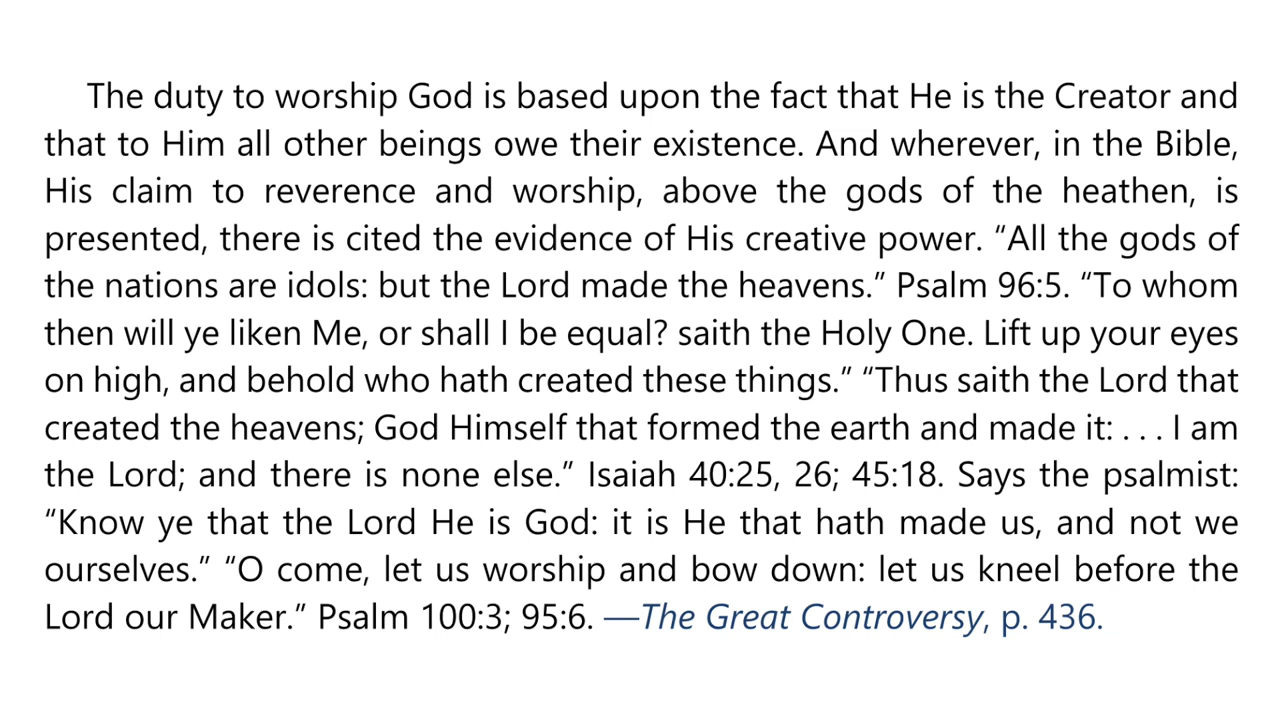 The duty to worship God is based upon the fact that He is the Creator and
that to Him all other beings owe their existence. And wherever, in the Bible,
His claim to reverence and worship, above the gods of the heathen, is
presented, there is cited the evidence of His creative power. “All the gods of
the nations are idols: but the Lord made the heavens.” Psalm 96:5. “To whom
then will ye liken Me, or shall I be equal? saith the Holy One. Lift up your eyes
on high, and behold who hath created these things.” “Thus saith the Lord that
created the heavens; God Himself that formed the earth and made it: . . . I am
the Lord; and there is none else.” Isaiah 40:25, 26; 45:18. Says the psalmist:
“Know ye that the Lord He is God: it is He that hath made us, and not we
ourselves.” “O come, let us worship and bow down: let us kneel before the
Lord our Maker.” Psalm 100:3; 95:6. —The Great Controversy, p. 436.